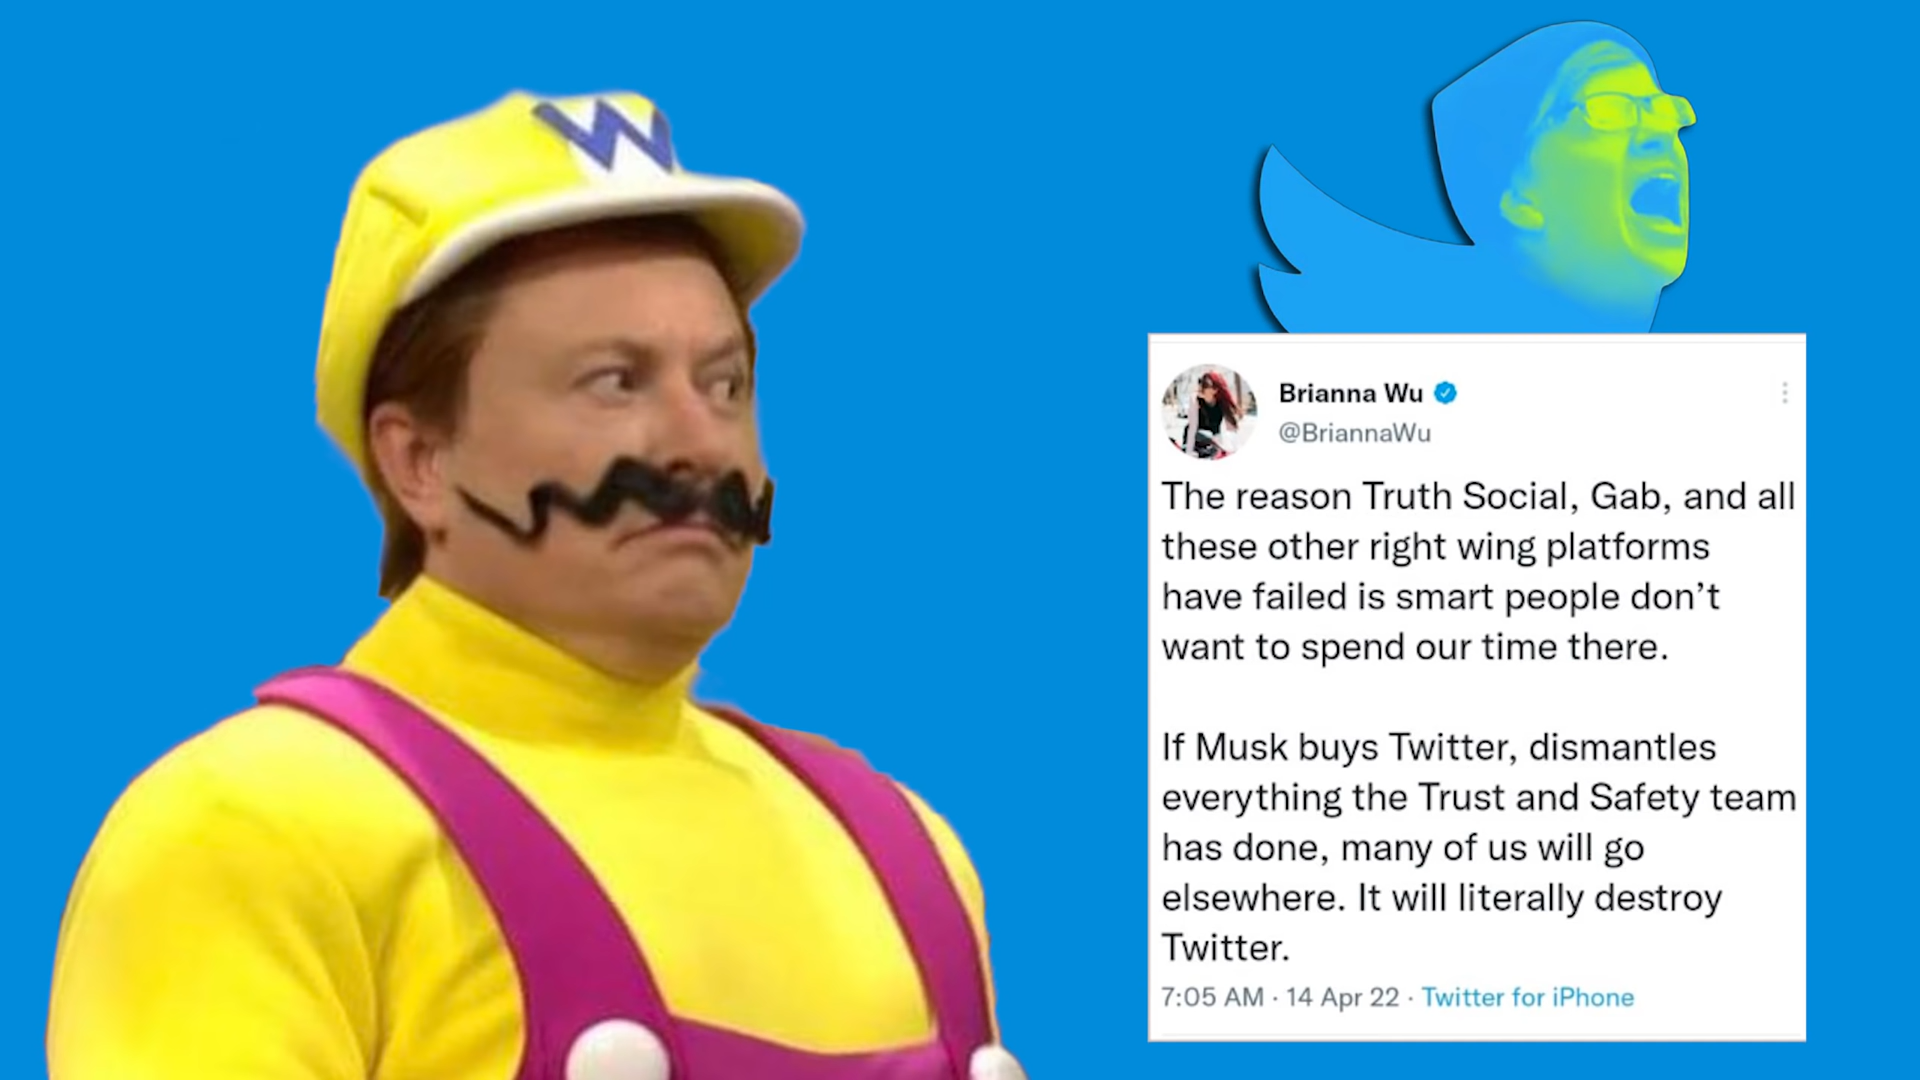 W
Brianna Wu
@BriannaWu
The reason Truth Social, Gab, and all
these other right wing platforms
have failed is smart people don’t
want to spend our time there.
If Musk buys Twitter, dismantles
everything the Trust and Safety team
has done, many of us will go
elsewhere. It will literally destroy
Twitter.
7:05 AM · 14 Apr 22 · Twitter for iPhone